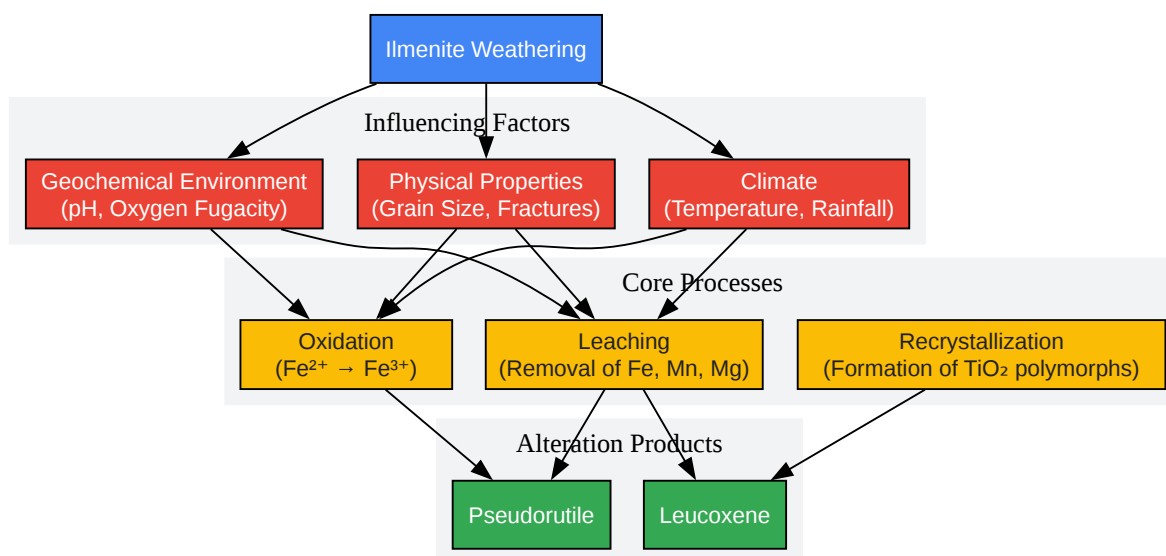 Ilmenite Weathering
Influencing Factors
Geochemical Environment
(pH, Oxygen Fugacity)
Physical Properties
(Grain Size, Fractures)
Climate
(Temperature, Rainfall)
Core Processes
Oxidation
(Fe²⁺ → Fe³⁺)
Leaching
(Removal of Fe, Mn, Mg)
Recrystallization
(Formation of TiO₂ polymorphs)
Alteration Products
Pseudorutile
Leucoxene